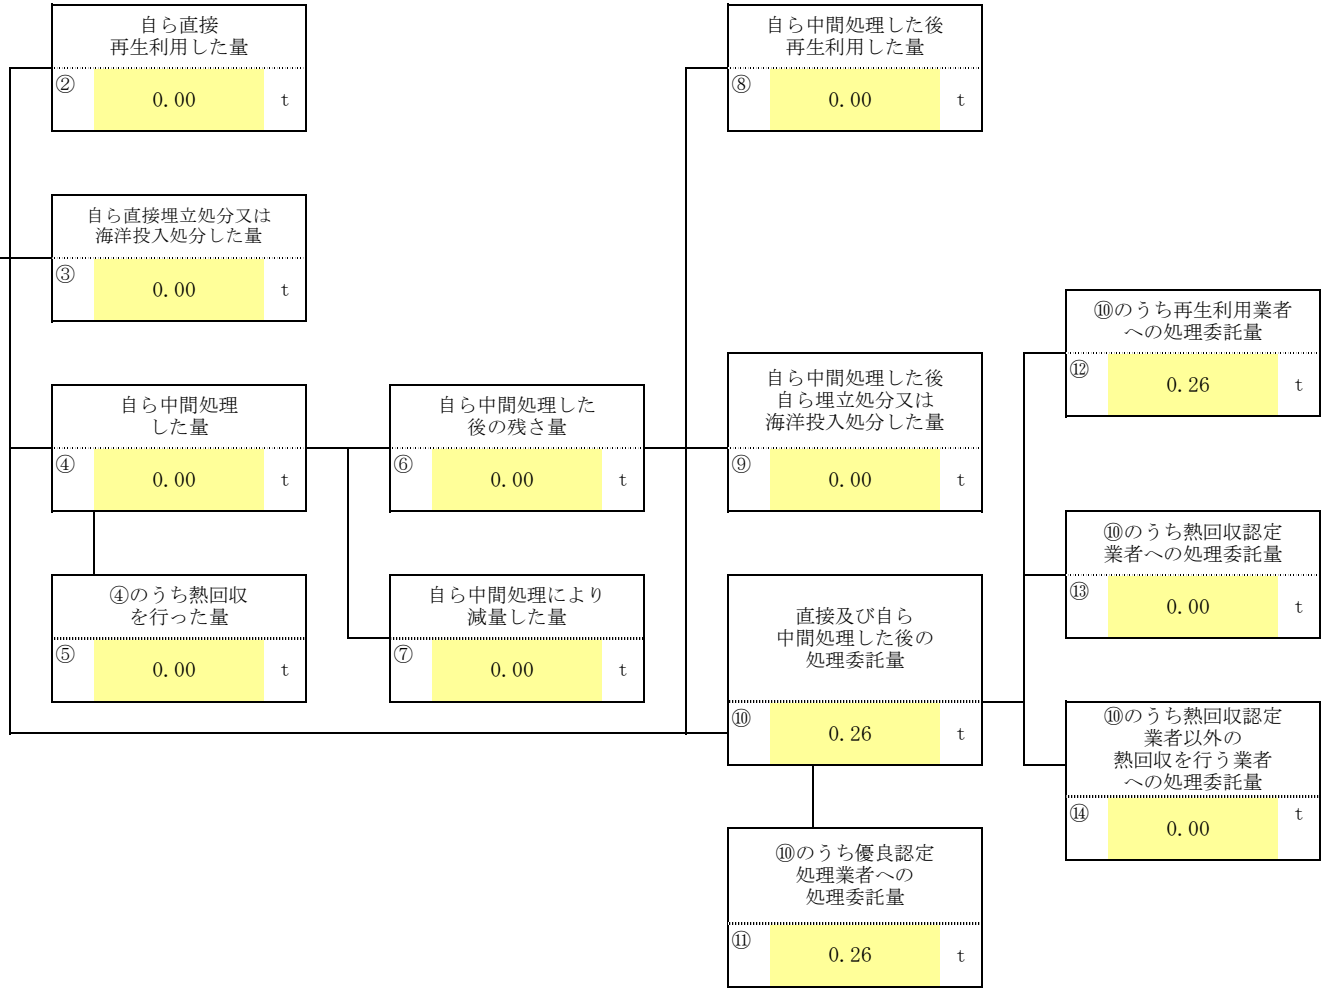 自ら直接
再生利用した量
②
0.00
t
自ら中間処理した後
再生利用した量
⑧
0.00
t
自ら直接埋立処分又は
海洋投入処分した量
③
0.00
t
自ら中間処理
した量
④
0.00
t
自ら中間処理した
後の残さ量
⑥
0.00
t
自ら中間処理した後
自ら埋立処分又は
海洋投入処分した量
⑨
0.00
t
⑩のうち再生利用業者
への処理委託量
⑫
0.26
t
④のうち熱回収
を行った量
⑤
0.00
t
自ら中間処理により
減量した量
⑦
0.00
t
直接及び自ら
中間処理した後の
処理委託量
⑩
0.26
t
⑩のうち熱回収認定
業者への処理委託量
⑬
0.00
t
⑩のうち熱回収認定
業者以外の
熱回収を行う業者
への処理委託量
⑭
0.00
t
⑩のうち優良認定
処理業者への
処理委託量
⑪
0.26
t